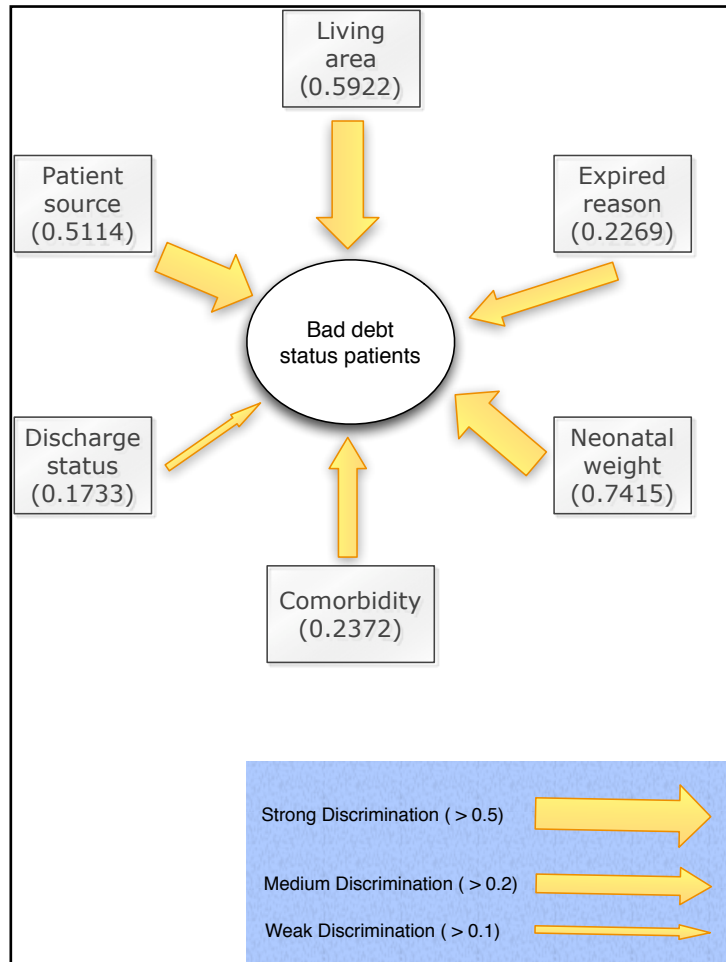 Living
area
(0.5922)
Patient
source
(0.5114)
Expired
reason
(0.2269)
Bad debt
status patients
Discharge
status
(0.1733)
Neonatal
weight
(0.7415)
Comorbidity
(0.2372)
Strong Discrimination ( > 0.5)
Medium Discrimination ( > 0.2)
Weak Discrimination ( > 0.1)